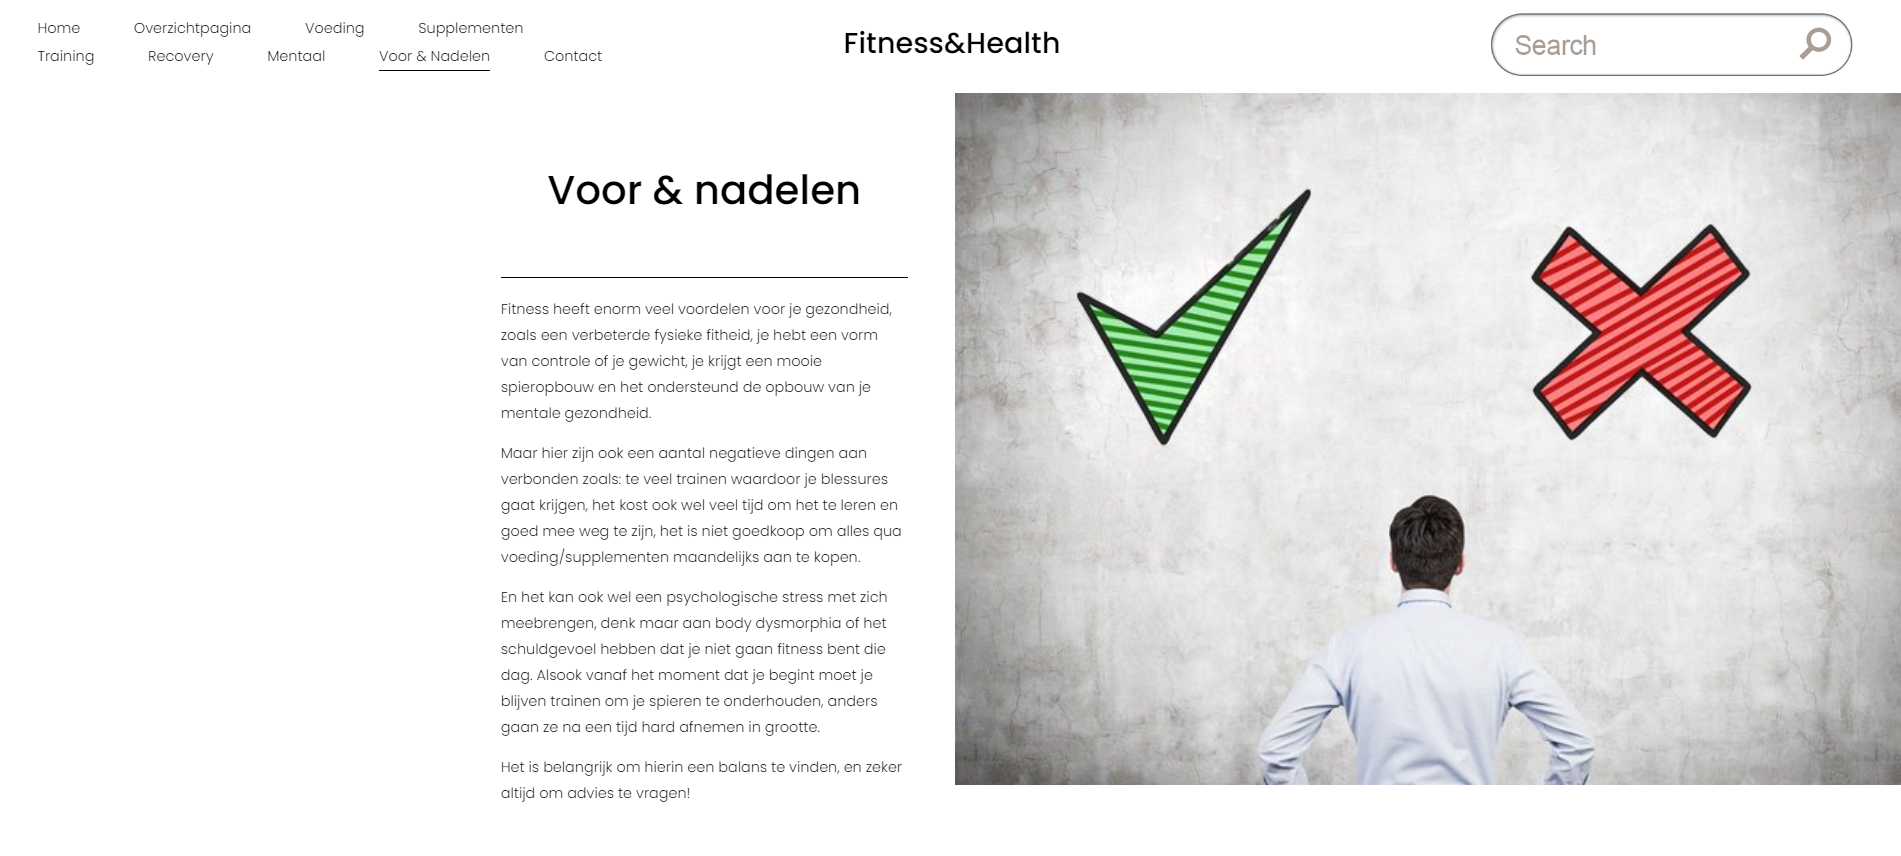 Home Overzichtpagina Voeding Supplementen
Training Recovery Mentaal Voor & Nadelen Contact
Fitness&Health
Search
Voor & nadelen
Fitness heeft enorm veel voordelen voor je gezondheid,
zoals een verbeterde fysieke fitheid, je hebt een vorm
van controle of je gewicht, je krijgt een mooie
spieropbouw en het ondersteund de opbouw van je
mentale gezondheid.
Maar hier zijn ook een aantal negatieve dingen aan
verbonden zoals: te veel trainen waardoor je blessures
gaat krijgen, het kost ook wel veel tijd om het te leren en
goed mee weg te zijn, het is niet goedkoop om alles qua
voeding/supplementen maandelijks aan te kopen.
En het kan ook wel een psychologische stress met zich
meebrengen, denk maar aan body dysmorphia of het
schuldgevoel hebben dat je niet gaan fitness bent die
dag. Alsook vanaf het moment dat je begint moet je
blijven trainen om je spieren te onderhouden, anders
gaan ze na een tijd hard afnemen in grootte.
Het is belangrijk om hierin een balans te vinden, en zeker
altijd om advies te vragen!